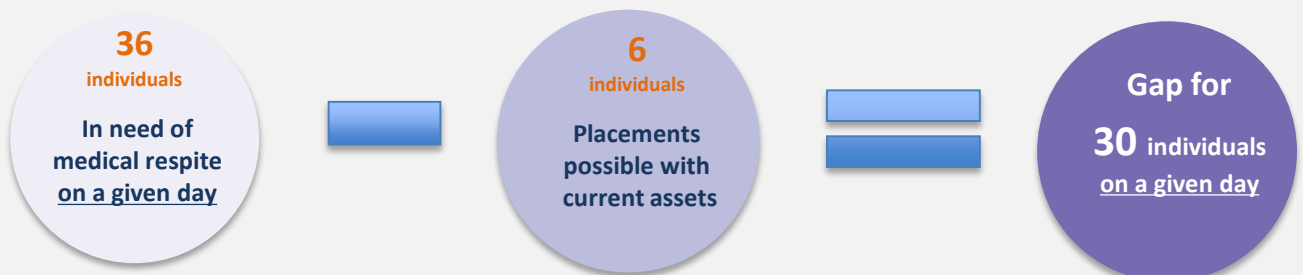 36
individuals
In need of
medical respite
on a given day
6
individuals
Placements
possible with
current assets
Gap for
30 individuals
on a given day